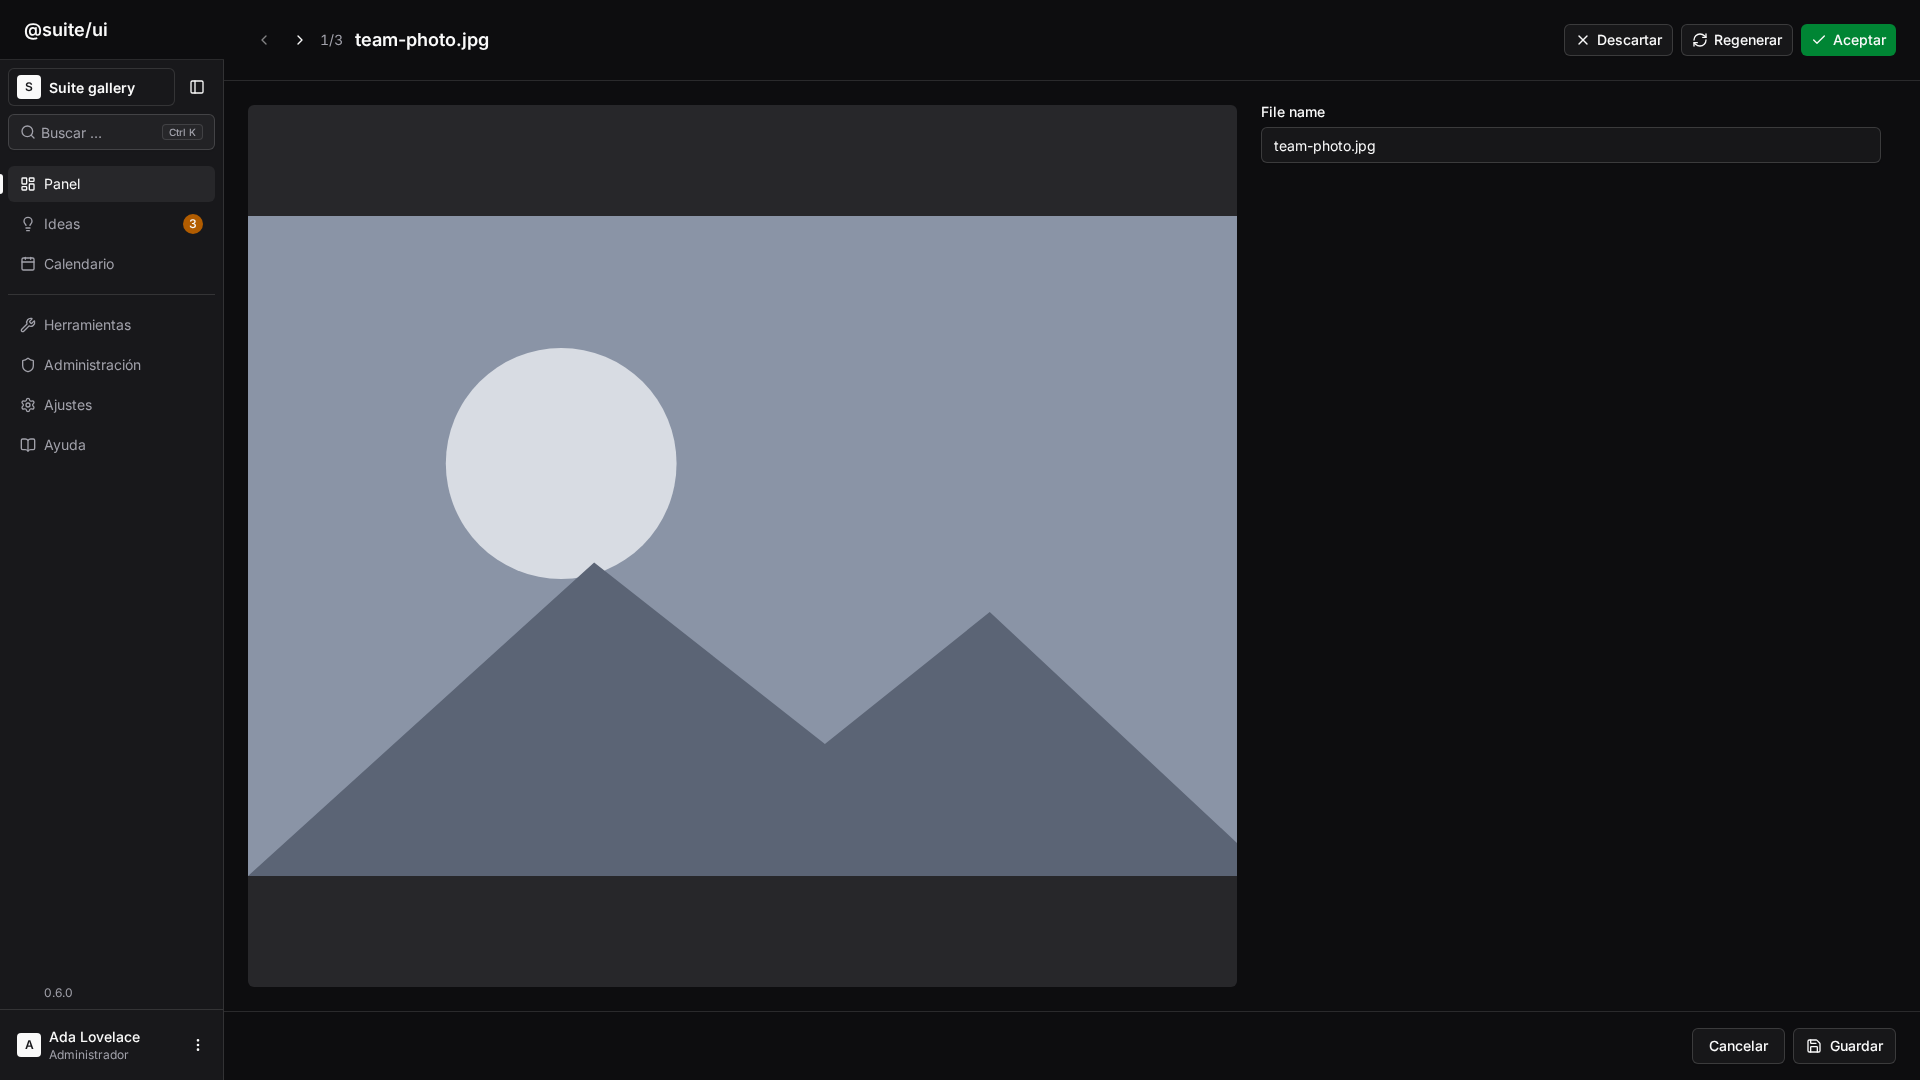 @suite/ui
S Suite gallery
Buscar ... Ctrl K
Panel
Ideas 3
Calendario
Herramientas
Administración
Ajustes
Ayuda
0.6.0
A Ada Lovelace
Administrador
1/3 team-photo.jpg
Descartar Regenerar Aceptar
File name
team-photo.jpg
Cancelar Guardar